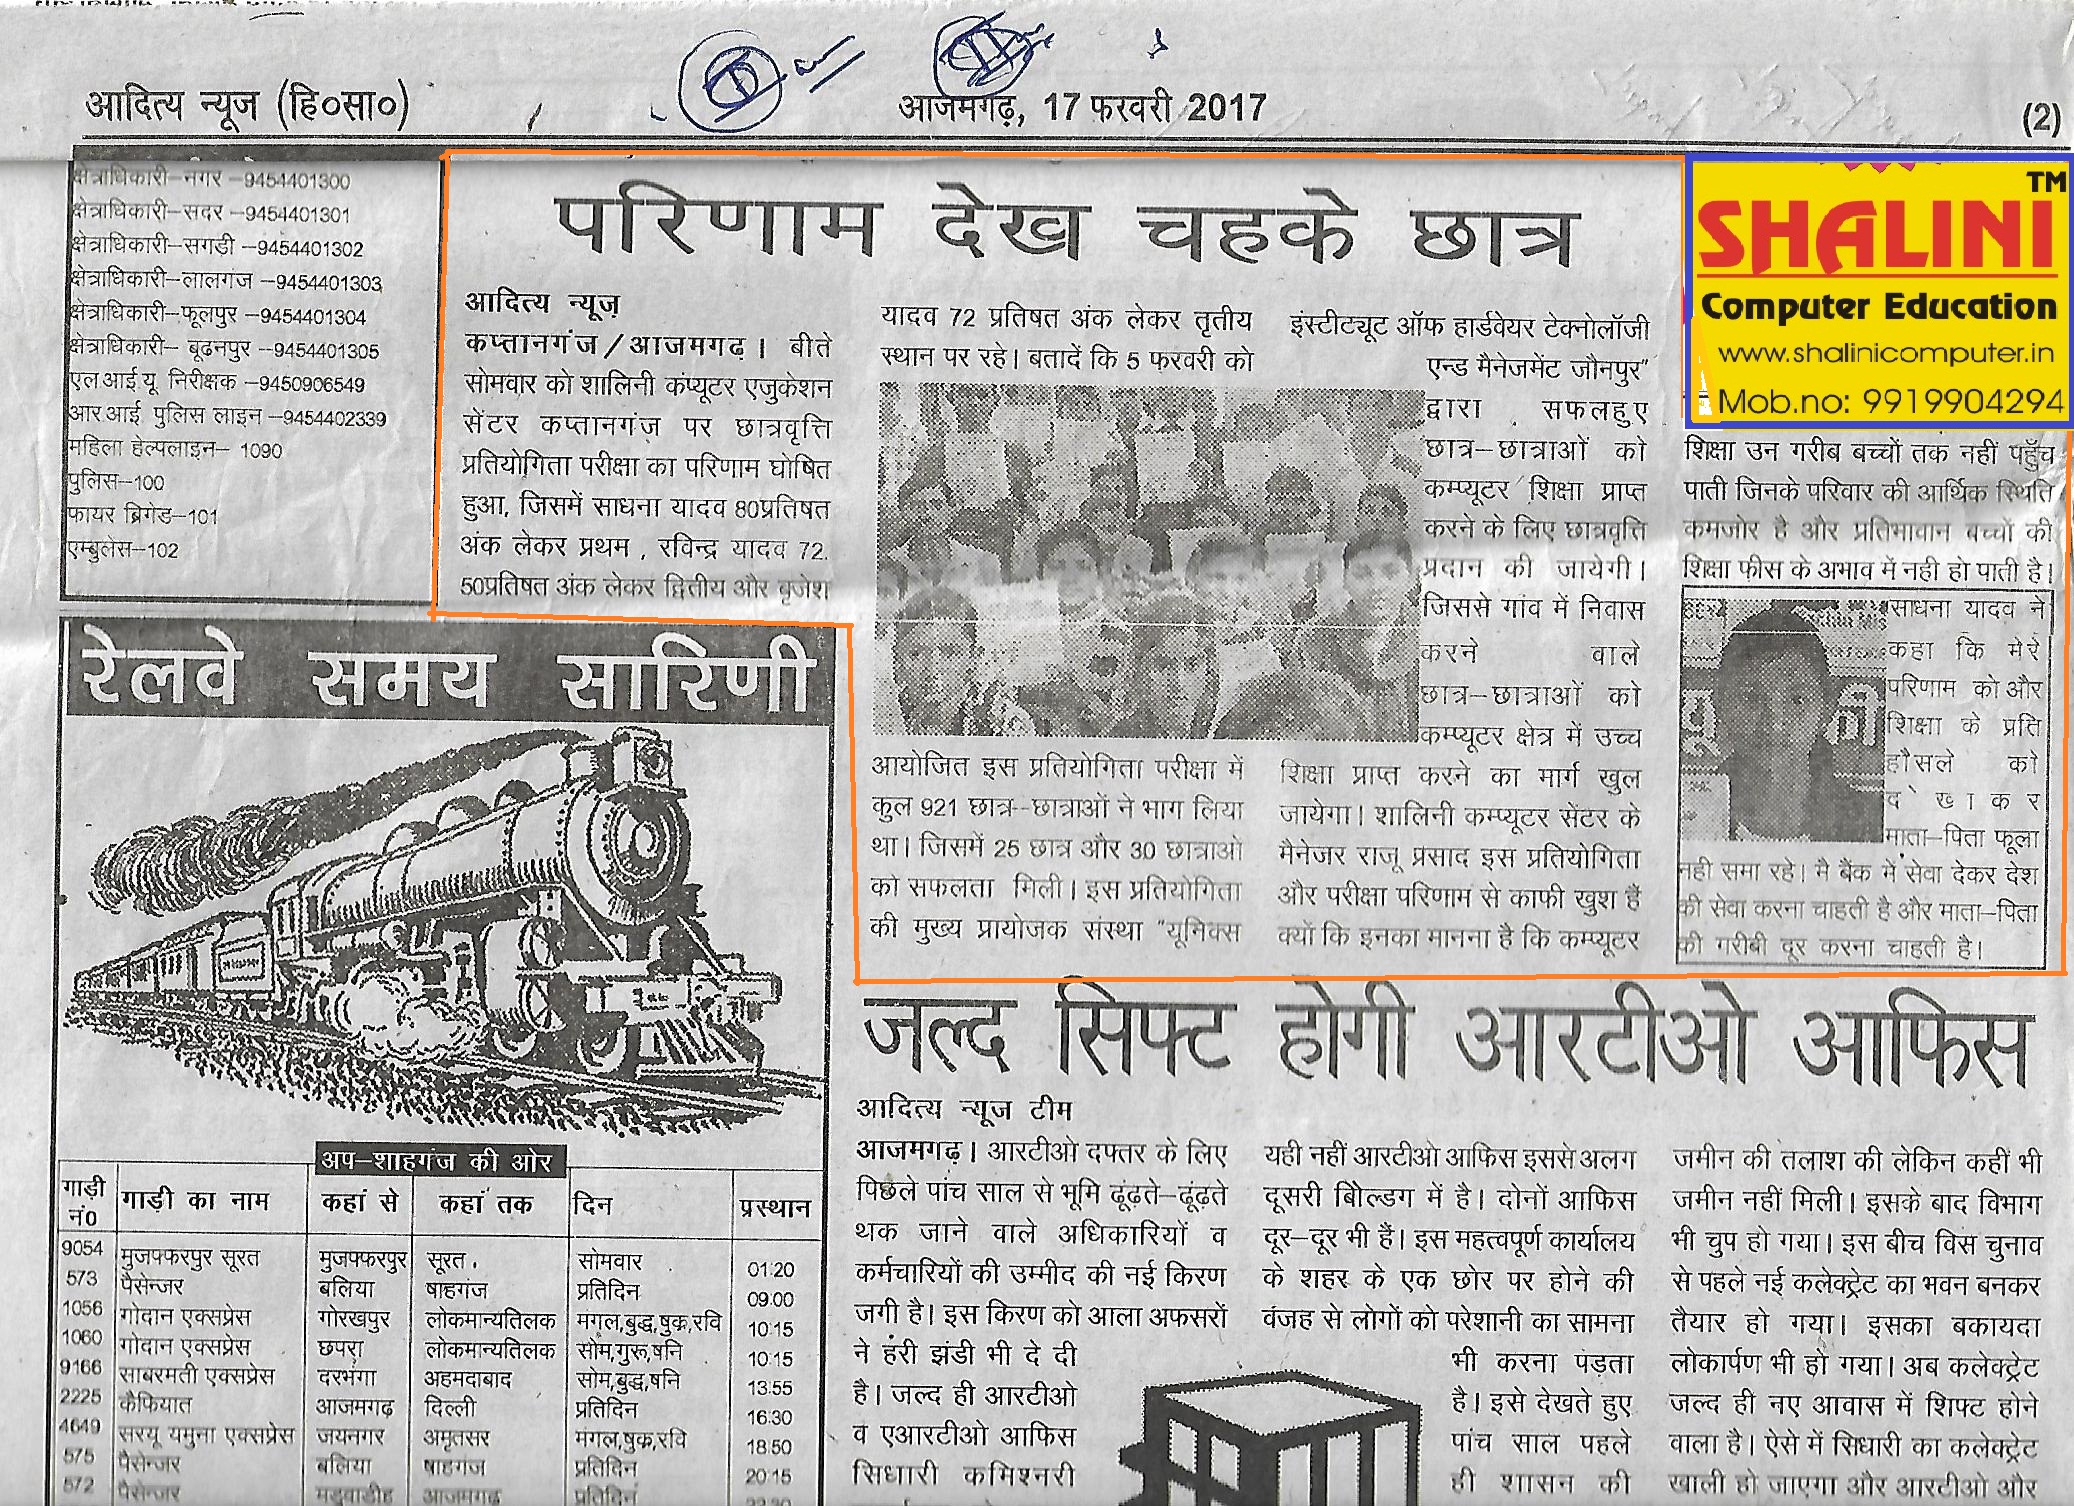 आदित्य न्यूज (हि०सा०)
आजमगढ़, 17 फरवरी 2017
(2)
क्षेत्राधिकारी–नगर –9454401300
क्षेत्राधिकारी–सदर –9454401301
क्षेत्राधिकारी–सगड़ी –9454401302
क्षेत्राधिकारी–लालगंज –9454401303
क्षेत्राधिकारी–फूलपुर –9454401304
क्षेत्राधिकारी– बूढनपुर –9454401305
एल आई यू निरीक्षक –9450906549
आर आई पुलिस लाइन –9454402339
महिला हेल्पलाइन– 1090
पुलिस–100
फायर ब्रिगेड–101
एम्बुलेंस–102
परिणाम देख चहके छात्र
आदित्य न्यूज़
कप्तानगंज/आजमगढ़। बीते
सोमवार को शालिनी कंप्यूटर एजुकेशन
सेंटर कप्तानगंज पर छात्रवृत्ति
प्रतियोगिता परीक्षा का परिणाम घोषित
हुआ, जिसमें साधना यादव 80प्रतिषत
अंक लेकर प्रथम , रविन्द्र यादव 72.
50प्रतिषत अंक लेकर द्वितीय और बृजेश
यादव 72 प्रतिषत अंक लेकर तृतीय
स्थान पर रहे। बतादें कि 5 फरवरी को
आयोजित इस प्रतियोगिता परीक्षा में
कुल 921 छात्र–छात्राओं ने भाग लिया
था। जिसमें 25 छात्र और 30 छात्राओं
को सफलता मिली। इस प्रतियोगिता
की मुख्य प्रायोजक संस्था "यूनिक्स
इंस्टीट्यूट ऑफ हार्डवेयर टेक्नोलॉजी
एन्ड मैनेजमेंट जौनपुर"
द्वारा सफलहुए
छात्र–छात्राओं को
कम्प्यूटर शिक्षा प्राप्त
करने के लिए छात्रवृत्ति
प्रदान की जायेगी।
जिससे गांव में निवास
करने वाले
छात्र–छात्राओं को
कम्प्यूटर क्षेत्र में उच्च
शिक्षा प्राप्त करने का मार्ग खुल
जायेगा। शालिनी कम्प्यूटर सेंटर के
मैनेजर राजू प्रसाद इस प्रतियोगिता
और परीक्षा परिणाम से काफी खुश हैं
क्यों कि इनका मानना है कि कम्प्यूटर
SHALINI TM
Computer Education
www.shalinicomputer.in
Mob.no: 9919904294
शिक्षा उन गरीब बच्चों तक नहीं पहुँच
पाती जिनके परिवार की आर्थिक स्थिति
कमजोर है और प्रतिभावान बच्चों की
शिक्षा फीस के अभाव में नही हो पाती है।
साधना यादव ने
कहा कि मेरे
परिणाम को और
शिक्षा के प्रति
हौसले को
दे खा क र
माता–पिता फूला
नही समा रहे। मै बैंक में सेवा देकर देश
की सेवा करना चाहती है और माता–पिता
की गरीबी दूर करना चाहती है।
रेलवे समय सारिणी
अप–शाहगंज की ओर
गाड़ी नं0 गाड़ी का नाम कहां से कहां तक दिन प्रस्थान
9054 मुजफ्फरपुर सूरत मुजफ्फरपुर सूरत सोमवार 01:20
573 पैसेन्जर बलिया षाहगंज प्रतिदिन 09:00
1056 गोदान एक्सप्रेस गोरखपुर लोकमान्यतिलक मंगल,बुद्ध,षुक्र,रवि 10:15
1060 गोदान एक्सप्रेस छपरा लोकमान्यतिलक सोम,गुरू,षनि 10:15
9166 साबरमती एक्सप्रेस दरभंगा अहमदाबाद सोम,बुद्ध,षनि 13:55
2225 कैफियात आजमगढ़ दिल्ली प्रतिदिन 16:30
4649 सरयू यमुना एक्सप्रेस जयनगर अमृतसर मंगल,षुक्र,रवि 18:50
575 पैसेन्जर बलिया षाहगंज प्रतिदिन 20:15
572 पैसेन्जर मडुवाडीह आजमगढ़ प्रतिदिन
जल्द सिफ्ट होगी आरटीओ आफिस
आदित्य न्यूज टीम
आजमगढ़। आरटीओ दफ्तर के लिए
पिछले पांच साल से भूमि ढूंढ़ते–ढूंढ़ते
थक जाने वाले अधिकारियों व
कर्मचारियों की उम्मीद की नई किरण
जगी है। इस किरण को आला अफसरों
ने हरी झंडी भी दे दी
है। जल्द ही आरटीओ
व एआरटीओ आफिस
सिधारी कमिश्नरी
यही नहीं आरटीओ आफिस इससे अलग
दूसरी बिोल्डग में है। दोनों आफिस
दूर–दूर भी हैं। इस महत्वपूर्ण कार्यालय
के शहर के एक छोर पर होने की
वंजह से लोगों को परेशानी का सामना
भी करना पंड़ता
है। इसे देखते हुए
पांच साल पहले
ही शासन की
जमीन की तलाश की लेकिन कहीं भी
जमीन नहीं मिली। इसके बाद विभाग
भी चुप हो गया। इस बीच विस चुनाव
से पहले नई कलेक्ट्रेट का भवन बनकर
तैयार हो गया। इसका बकायदा
लोकार्पण भी हो गया। अब कलेक्ट्रेट
जल्द ही नए आवास में शिफ्ट होने
वाला है। ऐसे में सिधारी का कलेक्ट्रेट
खाली हो जाएगा और आरटीओ और